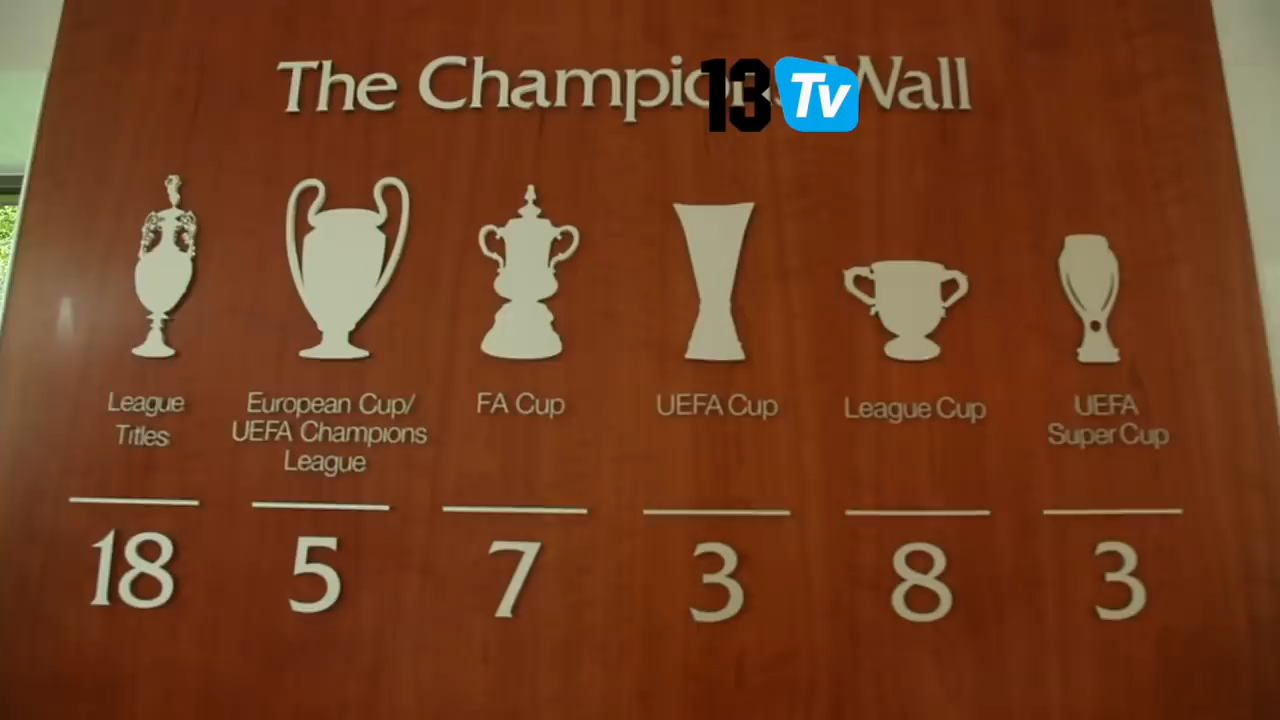 The Champions Wall
13 Tv
League
Titles
European Cup/
UEFA Champions
League
FA Cup
UEFA Cup
League Cup
UEFA
Super Cup
18
5
7
3
8
3